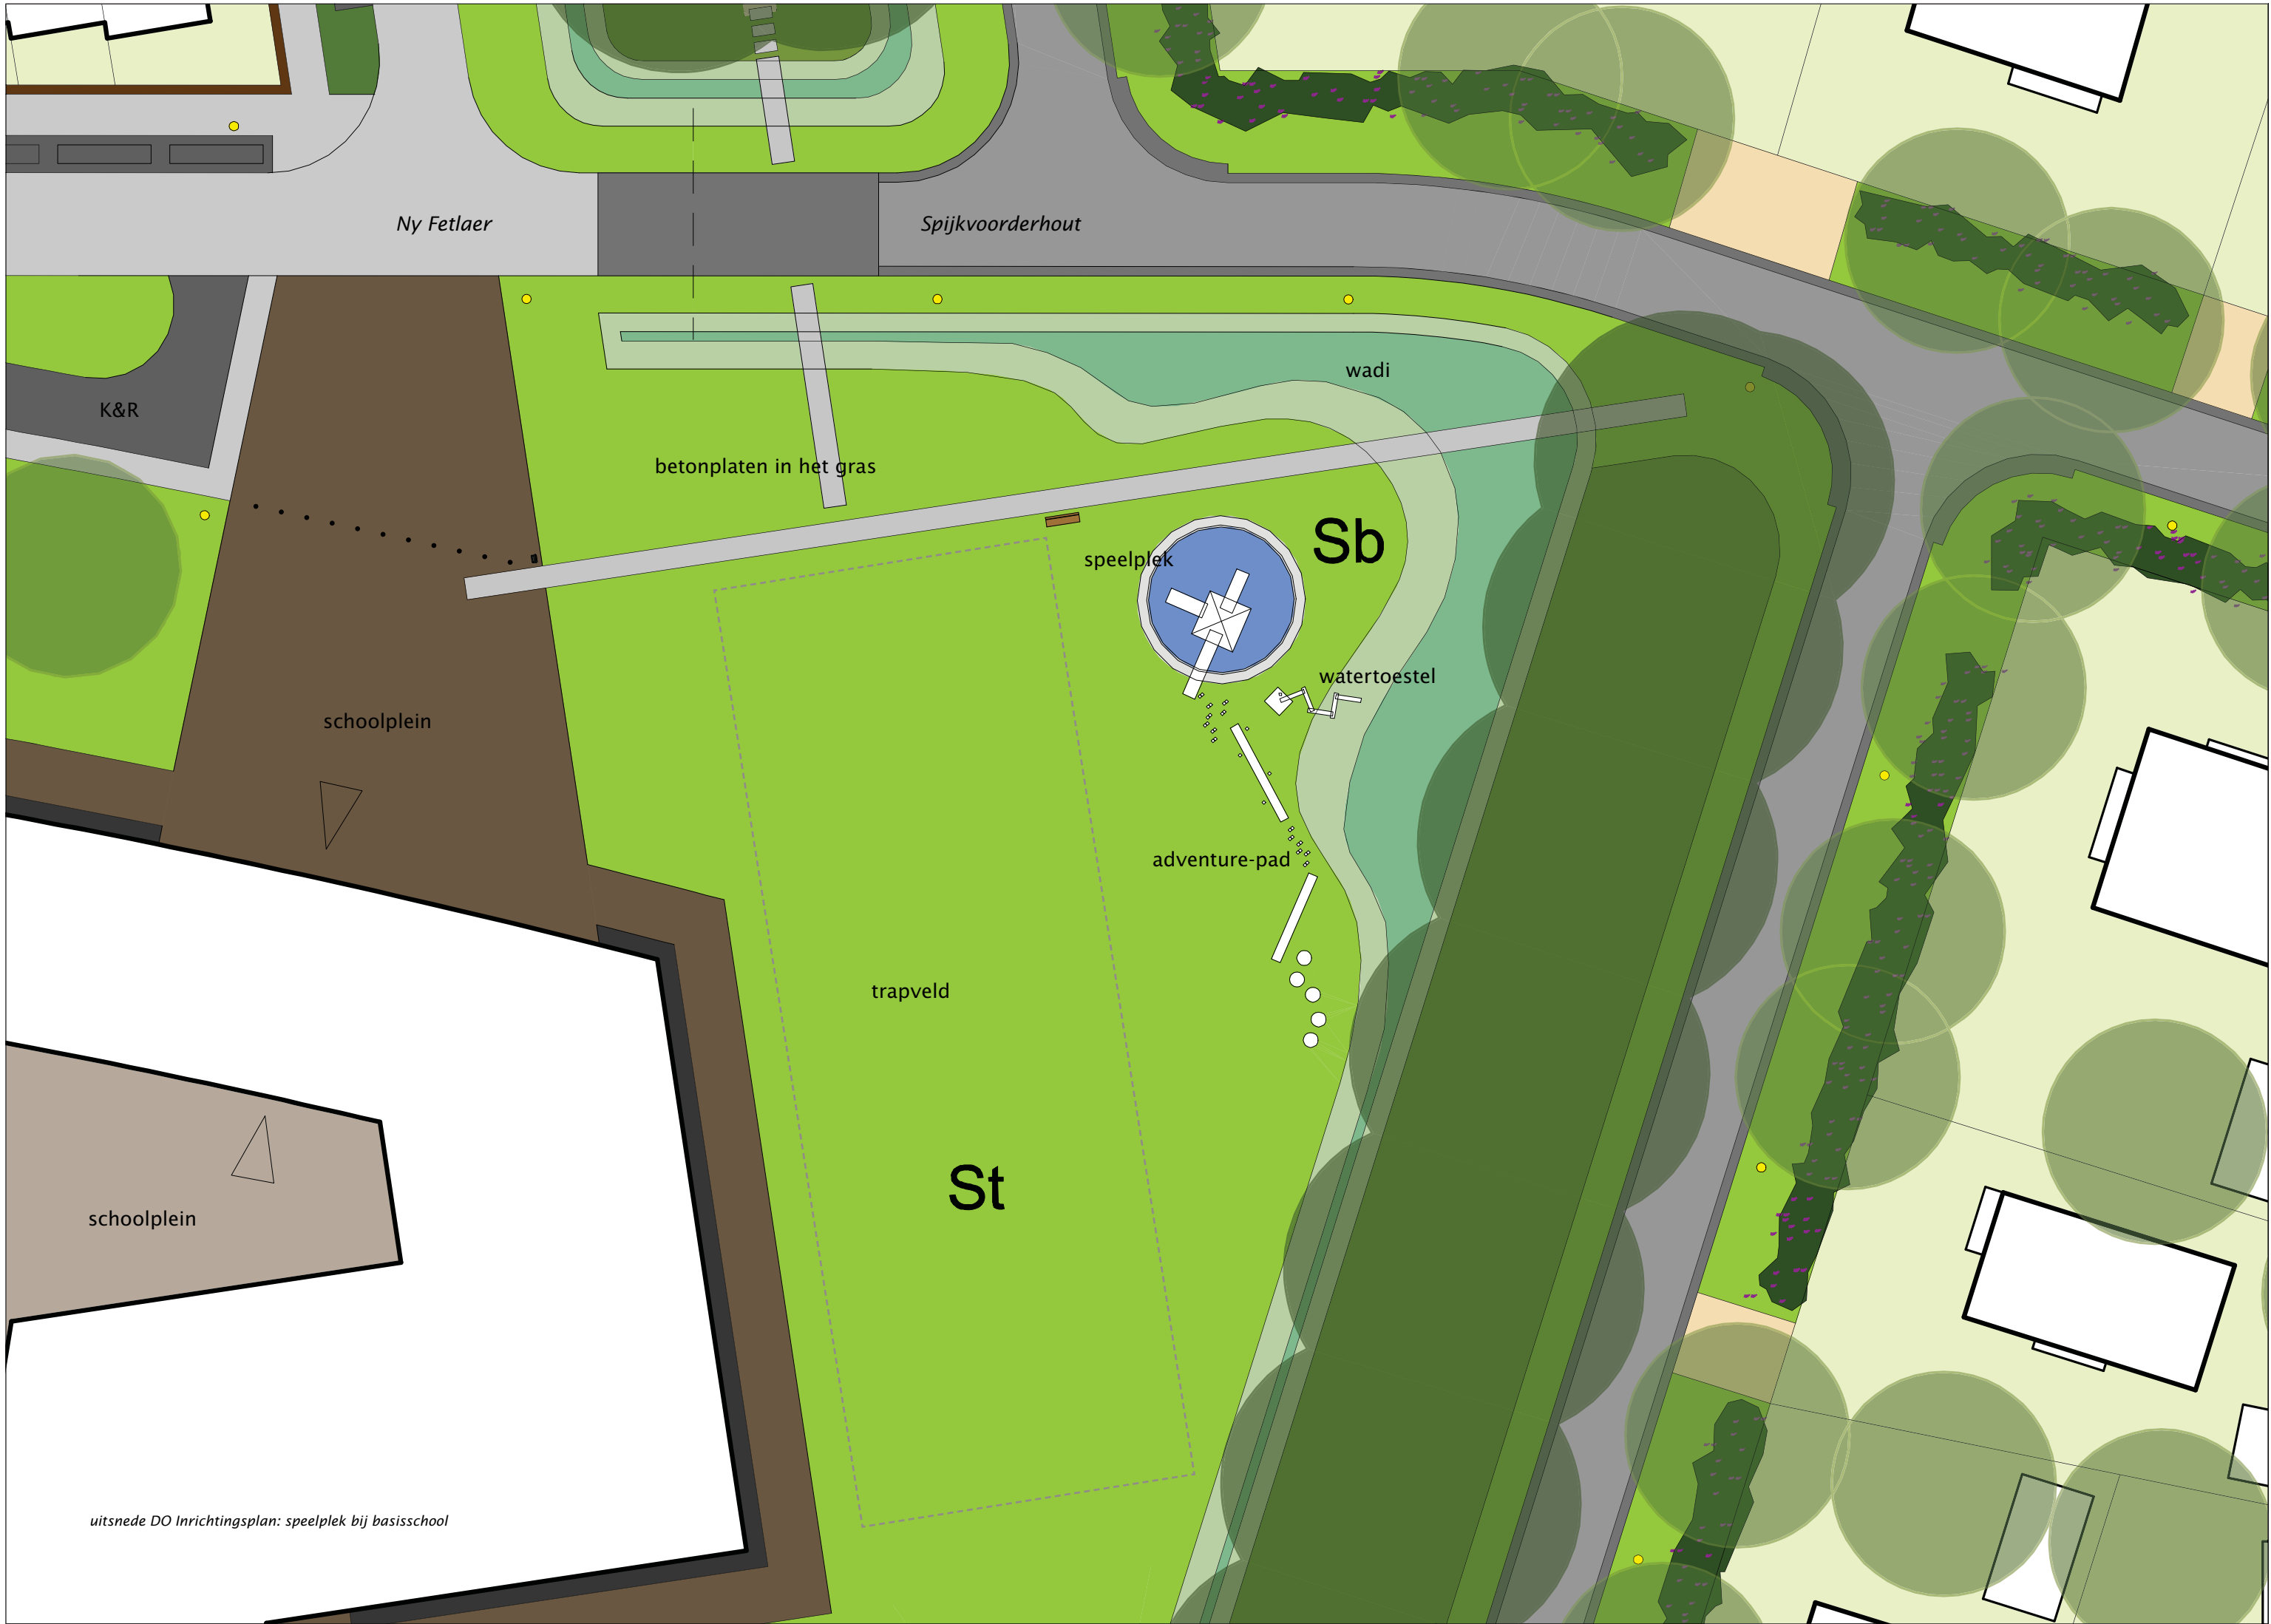 Ny Fetlaer
Spijkvoorderhout
wadi
K&R
betonplaten in het gras
Sb
speelplek
watertoestel
schoolplein
adventure-pad
trapveld
St
schoolplein
uitsnede DO Inrichtingsplan: speelplek bij basisschool